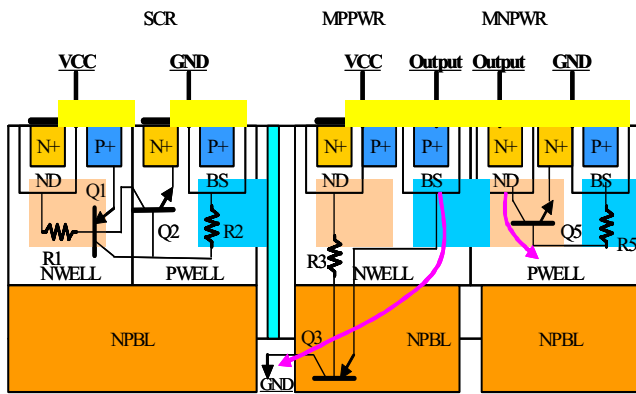 SCR MPPWR MNPWR
VCC GND VCC Output Output GND
N+ P+ N+ P+ N+ P+ P+ N+ N+ P+
ND BS ND BS ND BS
Q1 Q2 R2 Q5 R5
R1 R3
NWELL PWELL NWELL PWELL
NPBL Q3 NPBL NPBL
GND